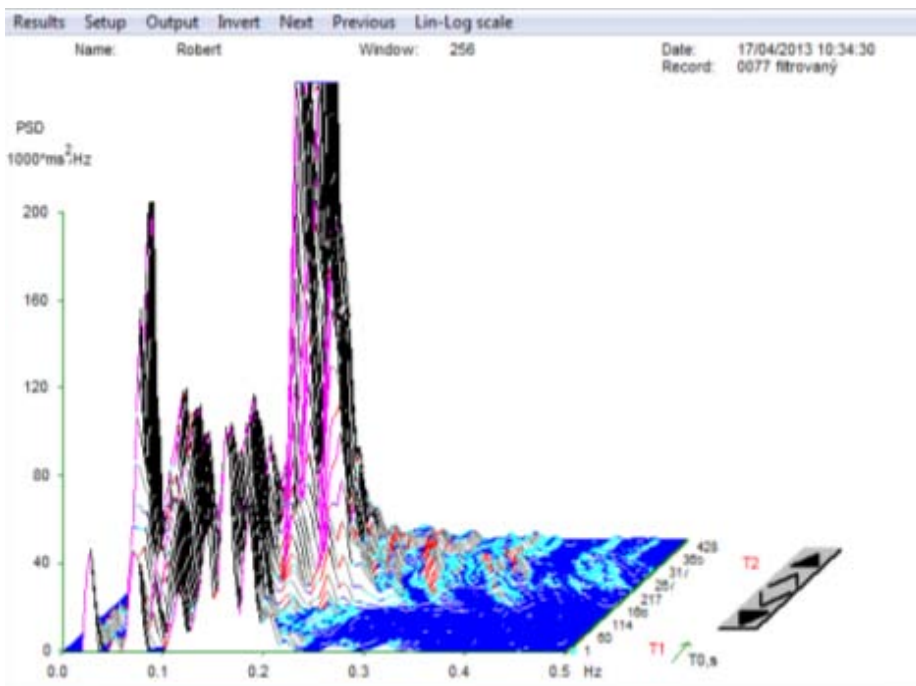 Results Setup Output Invert Next Previous Lin-Log scale
Name: Robert Window: 256 Date: 17/04/2013 10:34:30
Record: 0077 filtrovaný
PSD
1000*ms²/Hz
200
160
120
80
40
0
0.0 0.1 0.2 0.3 0.4 0.5 Hz
1
60
114
217
428
T1
T2
T0,s